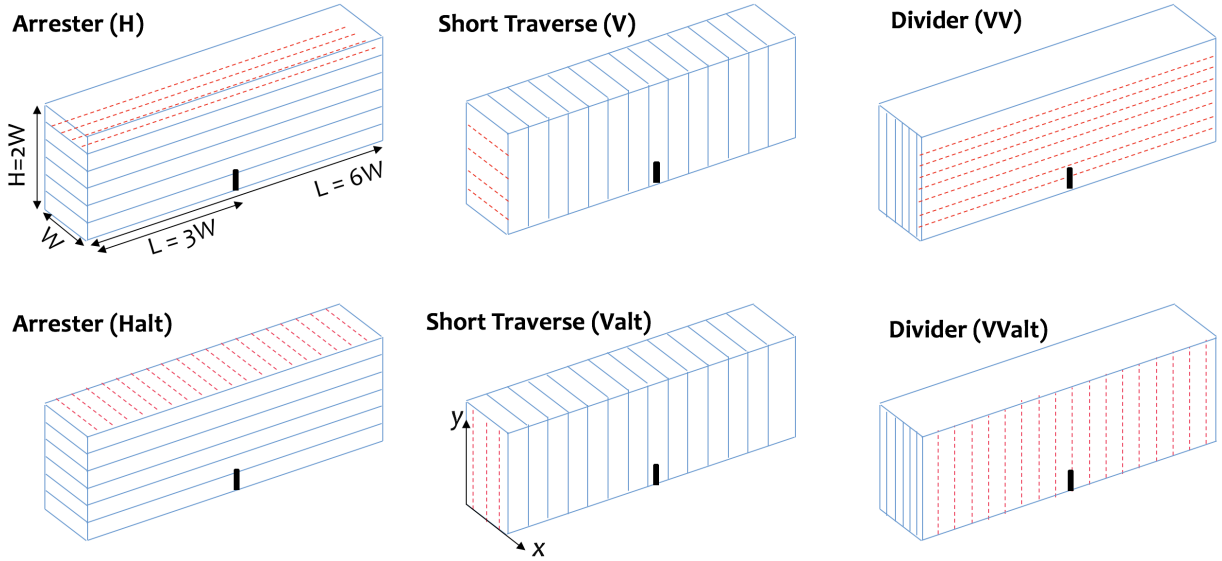 Arrester (H)
Short Traverse (V)
Divider (VV)
H=2W
W
L = 3W
L = 6W
Arrester (Halt)
Short Traverse (Valt)
Divider (VValt)
y
x